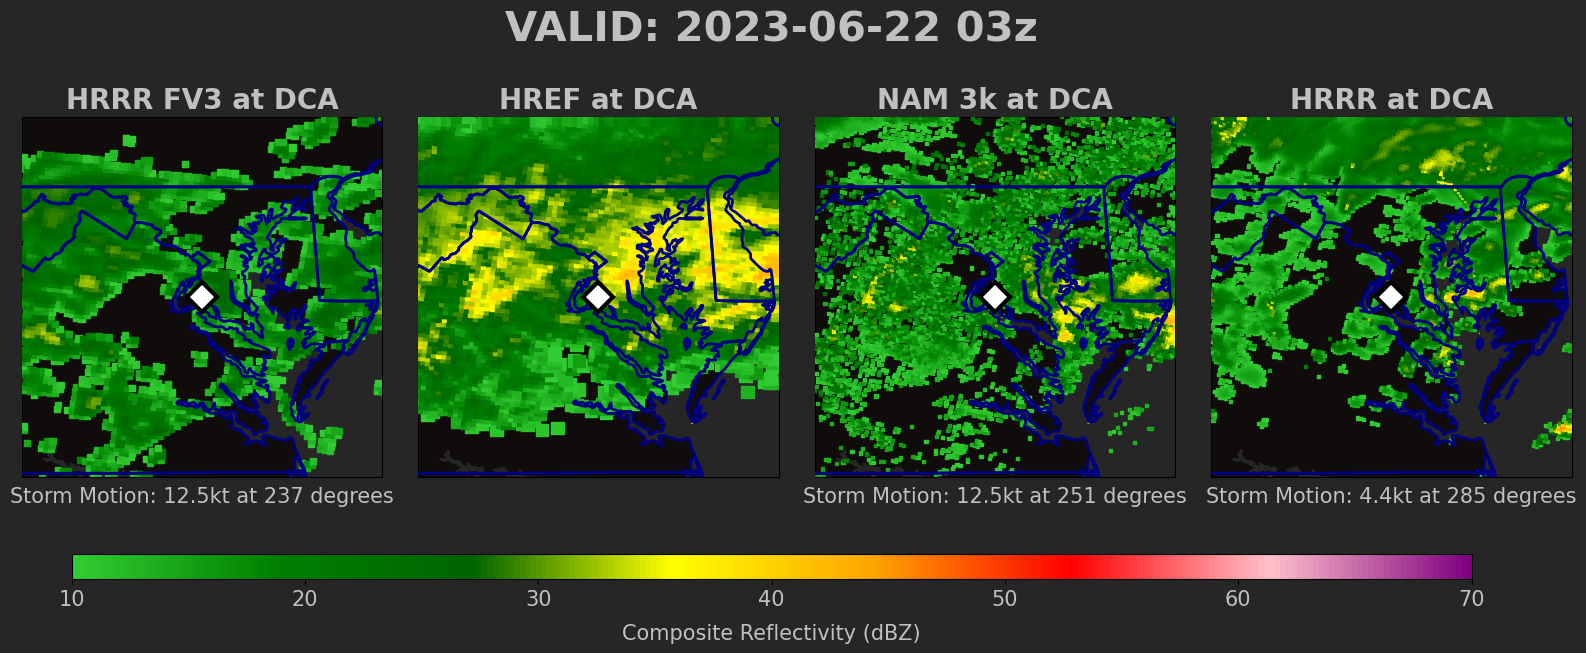 VALID: 2023-06-22 03z
HRRR FV3 at DCA
HREF at DCA
NAM 3k at DCA
HRRR at DCA
Storm Motion: 12.5kt at 237 degrees
Storm Motion: 12.5kt at 251 degrees
Storm Motion: 4.4kt at 285 degrees
10 20 30 40 50 60 70
Composite Reflectivity (dBZ)